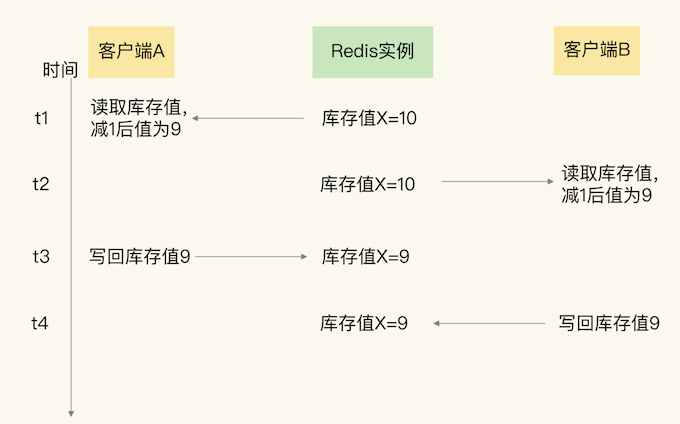 客户端A
Redis实例
客户端B
时间
t1
读取库存值，
减1后值为9
库存值X=10
t2
库存值X=10
读取库存值，
减1后值为9
t3
写回库存值9
库存值X=9
t4
库存值X=9
写回库存值9